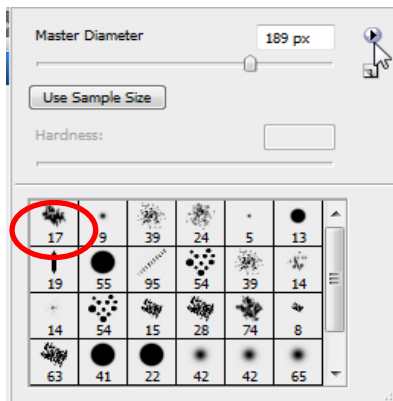 Master Diameter 189 px
Use Sample Size
Hardness:
17 9 39 24 5 13
19 55 95 54 39 14
14 54 15 28 74 8
63 41 22 42 42 65